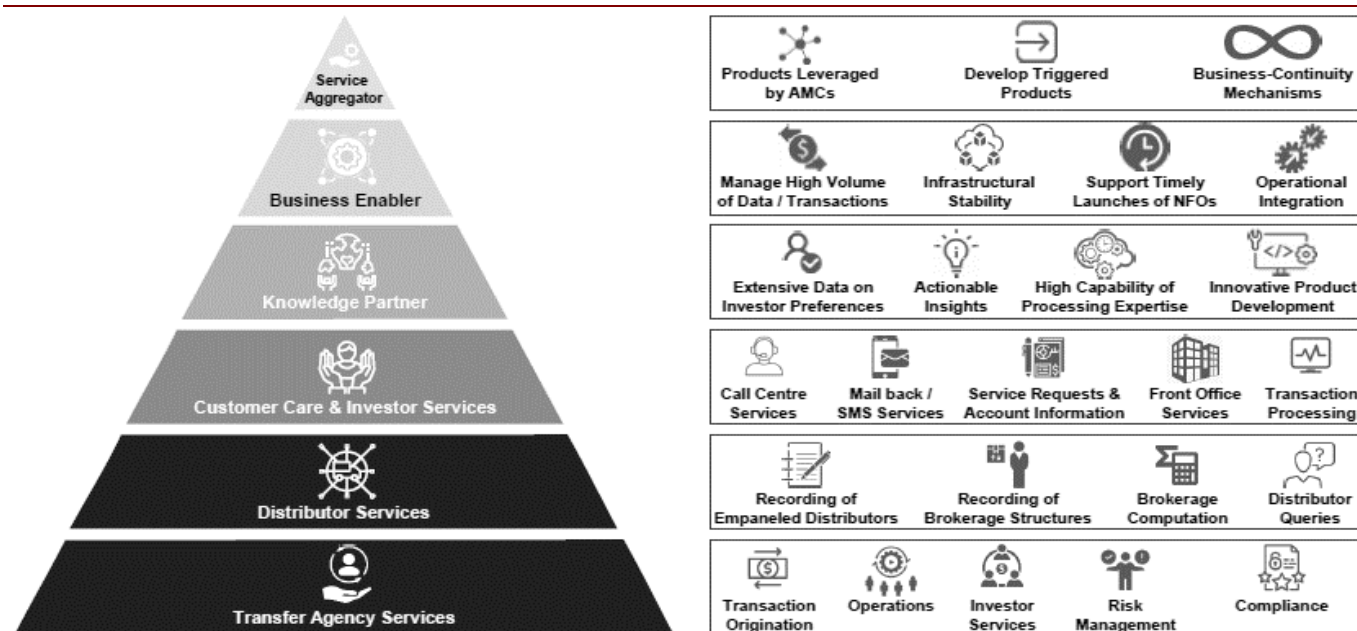 Service
Aggregator
Products Leveraged
by AMCs
Develop Triggered
Products
Business-Continuity
Mechanisms
Business Enabler
Manage High Volume
of Data / Transactions
Infrastructural
Stability
Support Timely
Launches of NFOs
Operational
Integration
Knowledge Partner
Extensive Data on
Investor Preferences
Actionable
Insights
High Capability of
Processing Expertise
Innovative Product
Development
Customer Care & Investor Services
Call Centre
Services
Mail back /
SMS Services
Service Requests &
Account Information
Front Office
Services
Transaction
Processing
Distributor Services
Recording of
Empaneled Distributors
Recording of
Brokerage Structures
Brokerage
Computation
Distributor
Queries
Transfer Agency Services
Transaction
Origination
Operations
Investor
Services
Risk
Management
Compliance